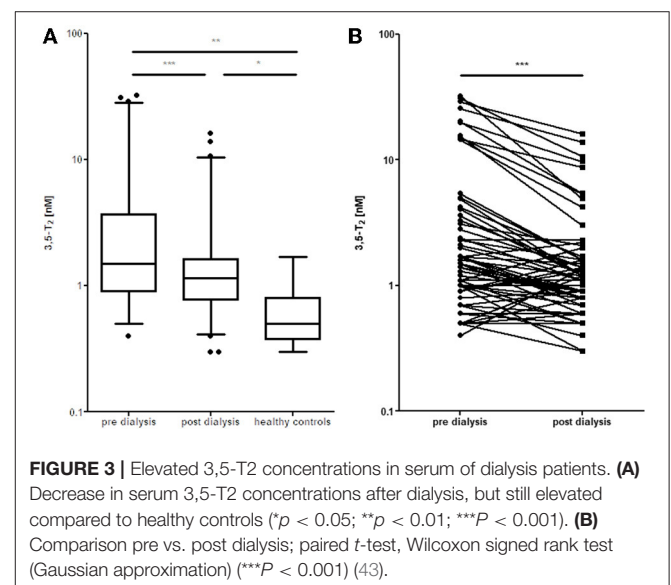 A
B
100
10
1
0.1
3,5-T₂ [nM]
**
***
*
pre dialysis post dialysis healthy controls
100
10
1
0.1
3,5-T₂ [nM]
***
pre dialysis post dialysis
FIGURE 3 | Elevated 3,5-T2 concentrations in serum of dialysis patients. (A)
Decrease in serum 3,5-T2 concentrations after dialysis, but still elevated
compared to healthy controls (*p < 0.05; **p < 0.01; ***P < 0.001). (B)
Comparison pre vs. post dialysis; paired t-test, Wilcoxon signed rank test
(Gaussian approximation) (***P < 0.001) (43).